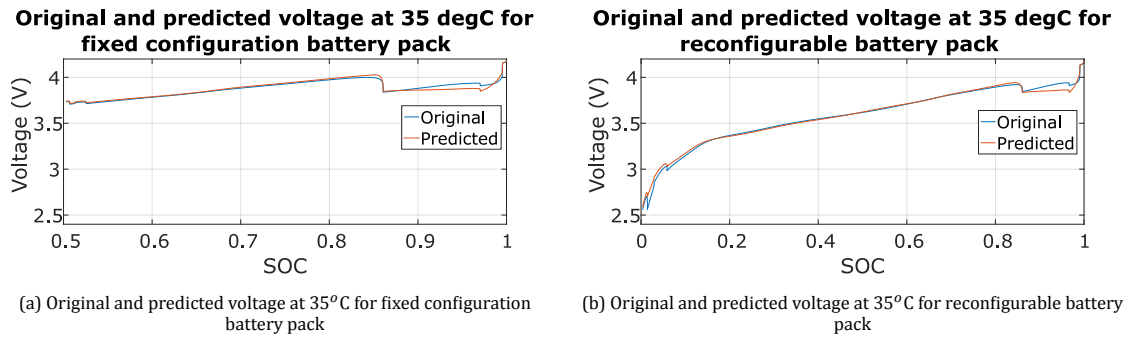 Original and predicted voltage at 35 degC for
fixed configuration battery pack
Voltage (V)
4
3.5
3
2.5
Original
Predicted
0.5
0.6
0.7
0.8
0.9
1
SOC
(a) Original and predicted voltage at 35°C for fixed configuration
battery pack
Original and predicted voltage at 35 degC for
reconfigurable battery pack
Voltage (V)
4
3.5
3
2.5
Original
Predicted
0
0.2
0.4
0.6
0.8
1
SOC
(b) Original and predicted voltage at 35°C for reconfigurable battery
pack